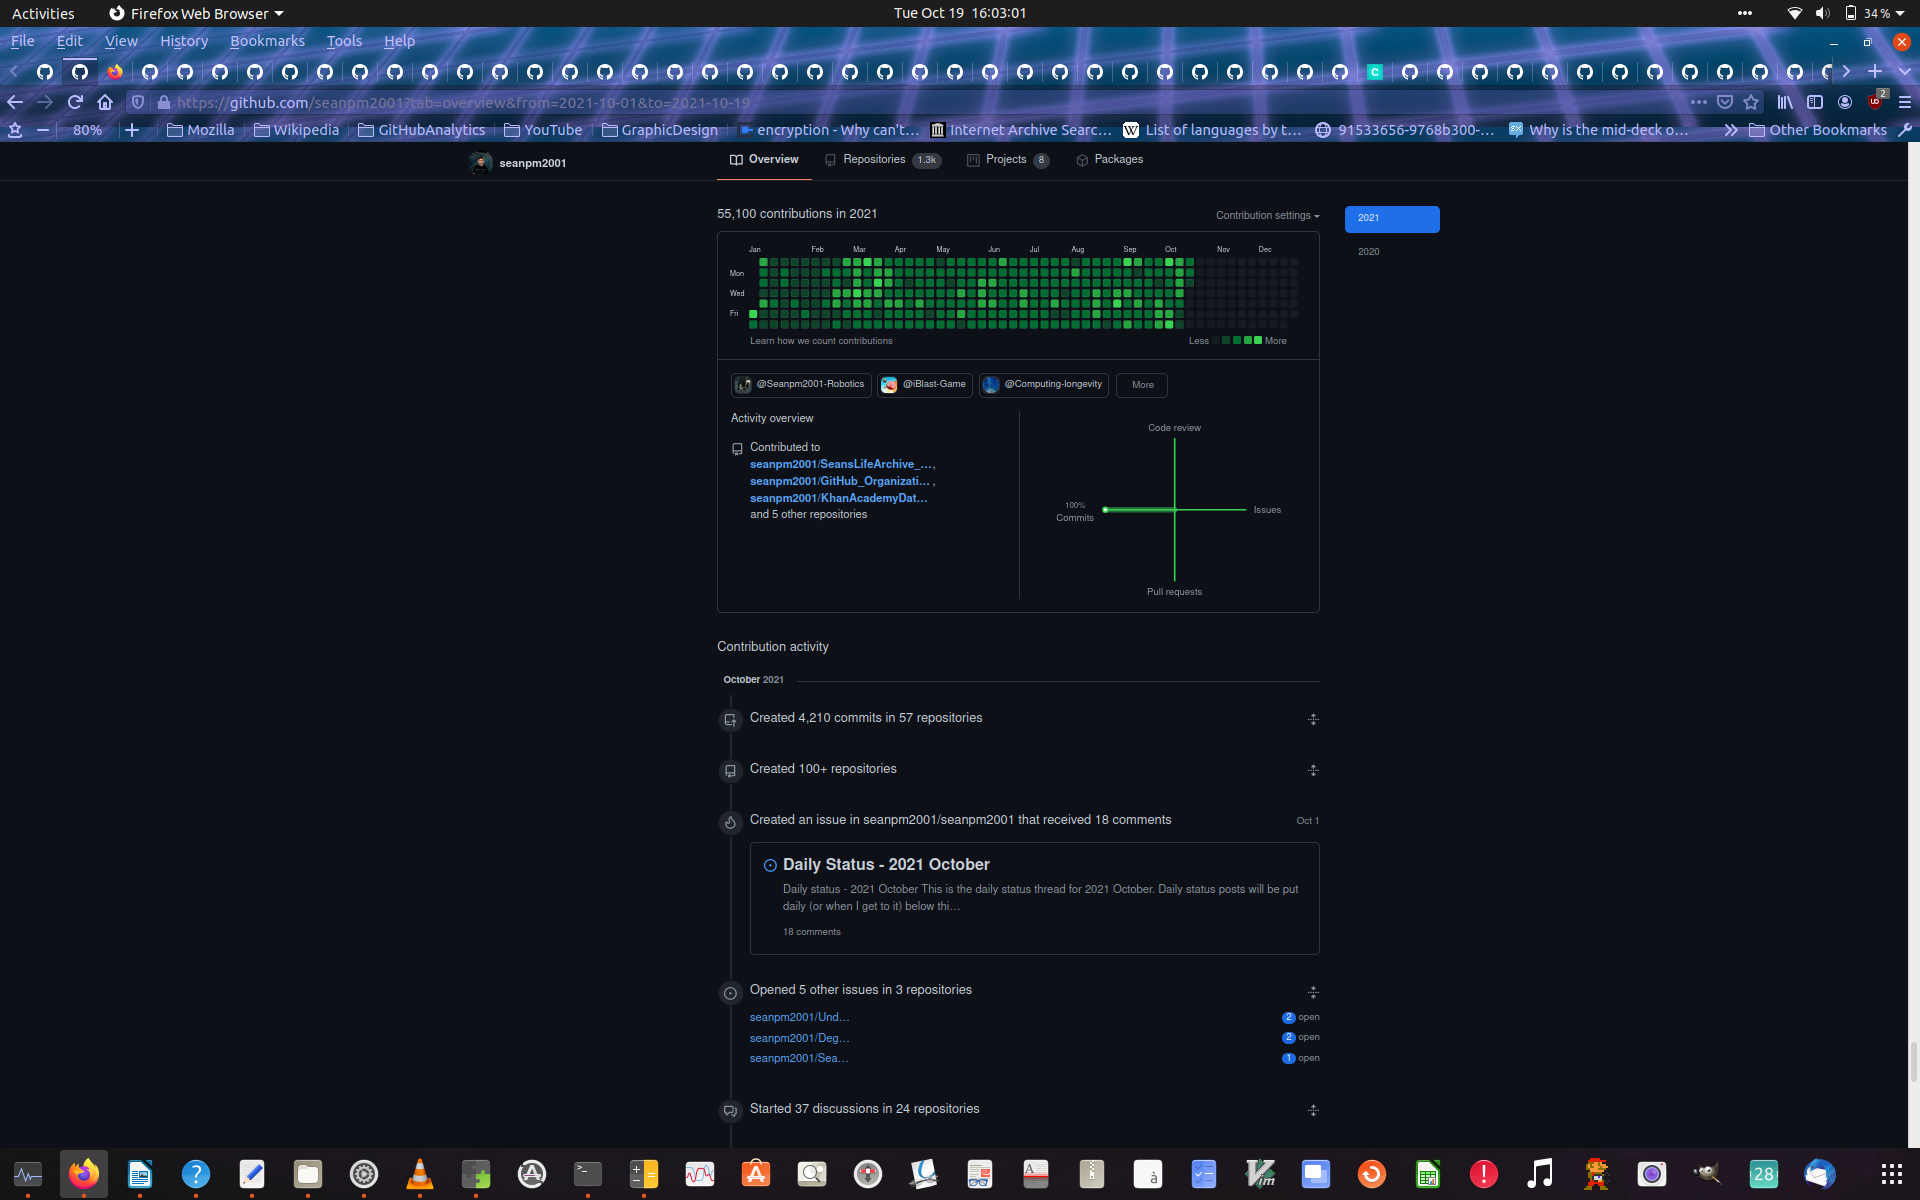 Activities Firefox Web Browser Tue Oct 19 16:03:01 34 %
File Edit View History Bookmarks Tools Help
https://github.com/seanpm2001?tab=overview&from=2021-10-01&to=2021-10-19 2
80% Mozilla Wikipedia GitHubAnalytics YouTube GraphicDesign encryption - Why can't… Internet Archive Searc… List of languages by t… 91533656-9768b300-… Why is the mid-deck o… Other Bookmarks
seanpm2001 Overview Repositories 1.3k Projects 8 Packages
55,100 contributions in 2021 Contribution settings 2021
2020
Jan Feb Mar Apr May Jun Jul Aug Sep Oct Nov Dec
Mon
Wed
Fri
Learn how we count contributions Less More
@Seanpm2001-Robotics @iBlast-Game @Computing-longevity More
Activity overview
Code review
Contributed to
seanpm2001/SeansLifeArchive_…,
seanpm2001/GitHub_Organizati… ,
seanpm2001/KhanAcademyDat…
and 5 other repositories
100%
Commits
Issues
Pull requests
Contribution activity
October 2021
Created 4,210 commits in 57 repositories
Created 100+ repositories
Created an issue in seanpm2001/seanpm2001 that received 18 comments Oct 1
Daily Status - 2021 October
Daily status - 2021 October This is the daily status thread for 2021 October. Daily status posts will be put
daily (or when I get to it) below thi…
18 comments
Opened 5 other issues in 3 repositories
seanpm2001/Und… 2 open
seanpm2001/Deg… 2 open
seanpm2001/Sea… 1 open
Started 37 discussions in 24 repositories
28